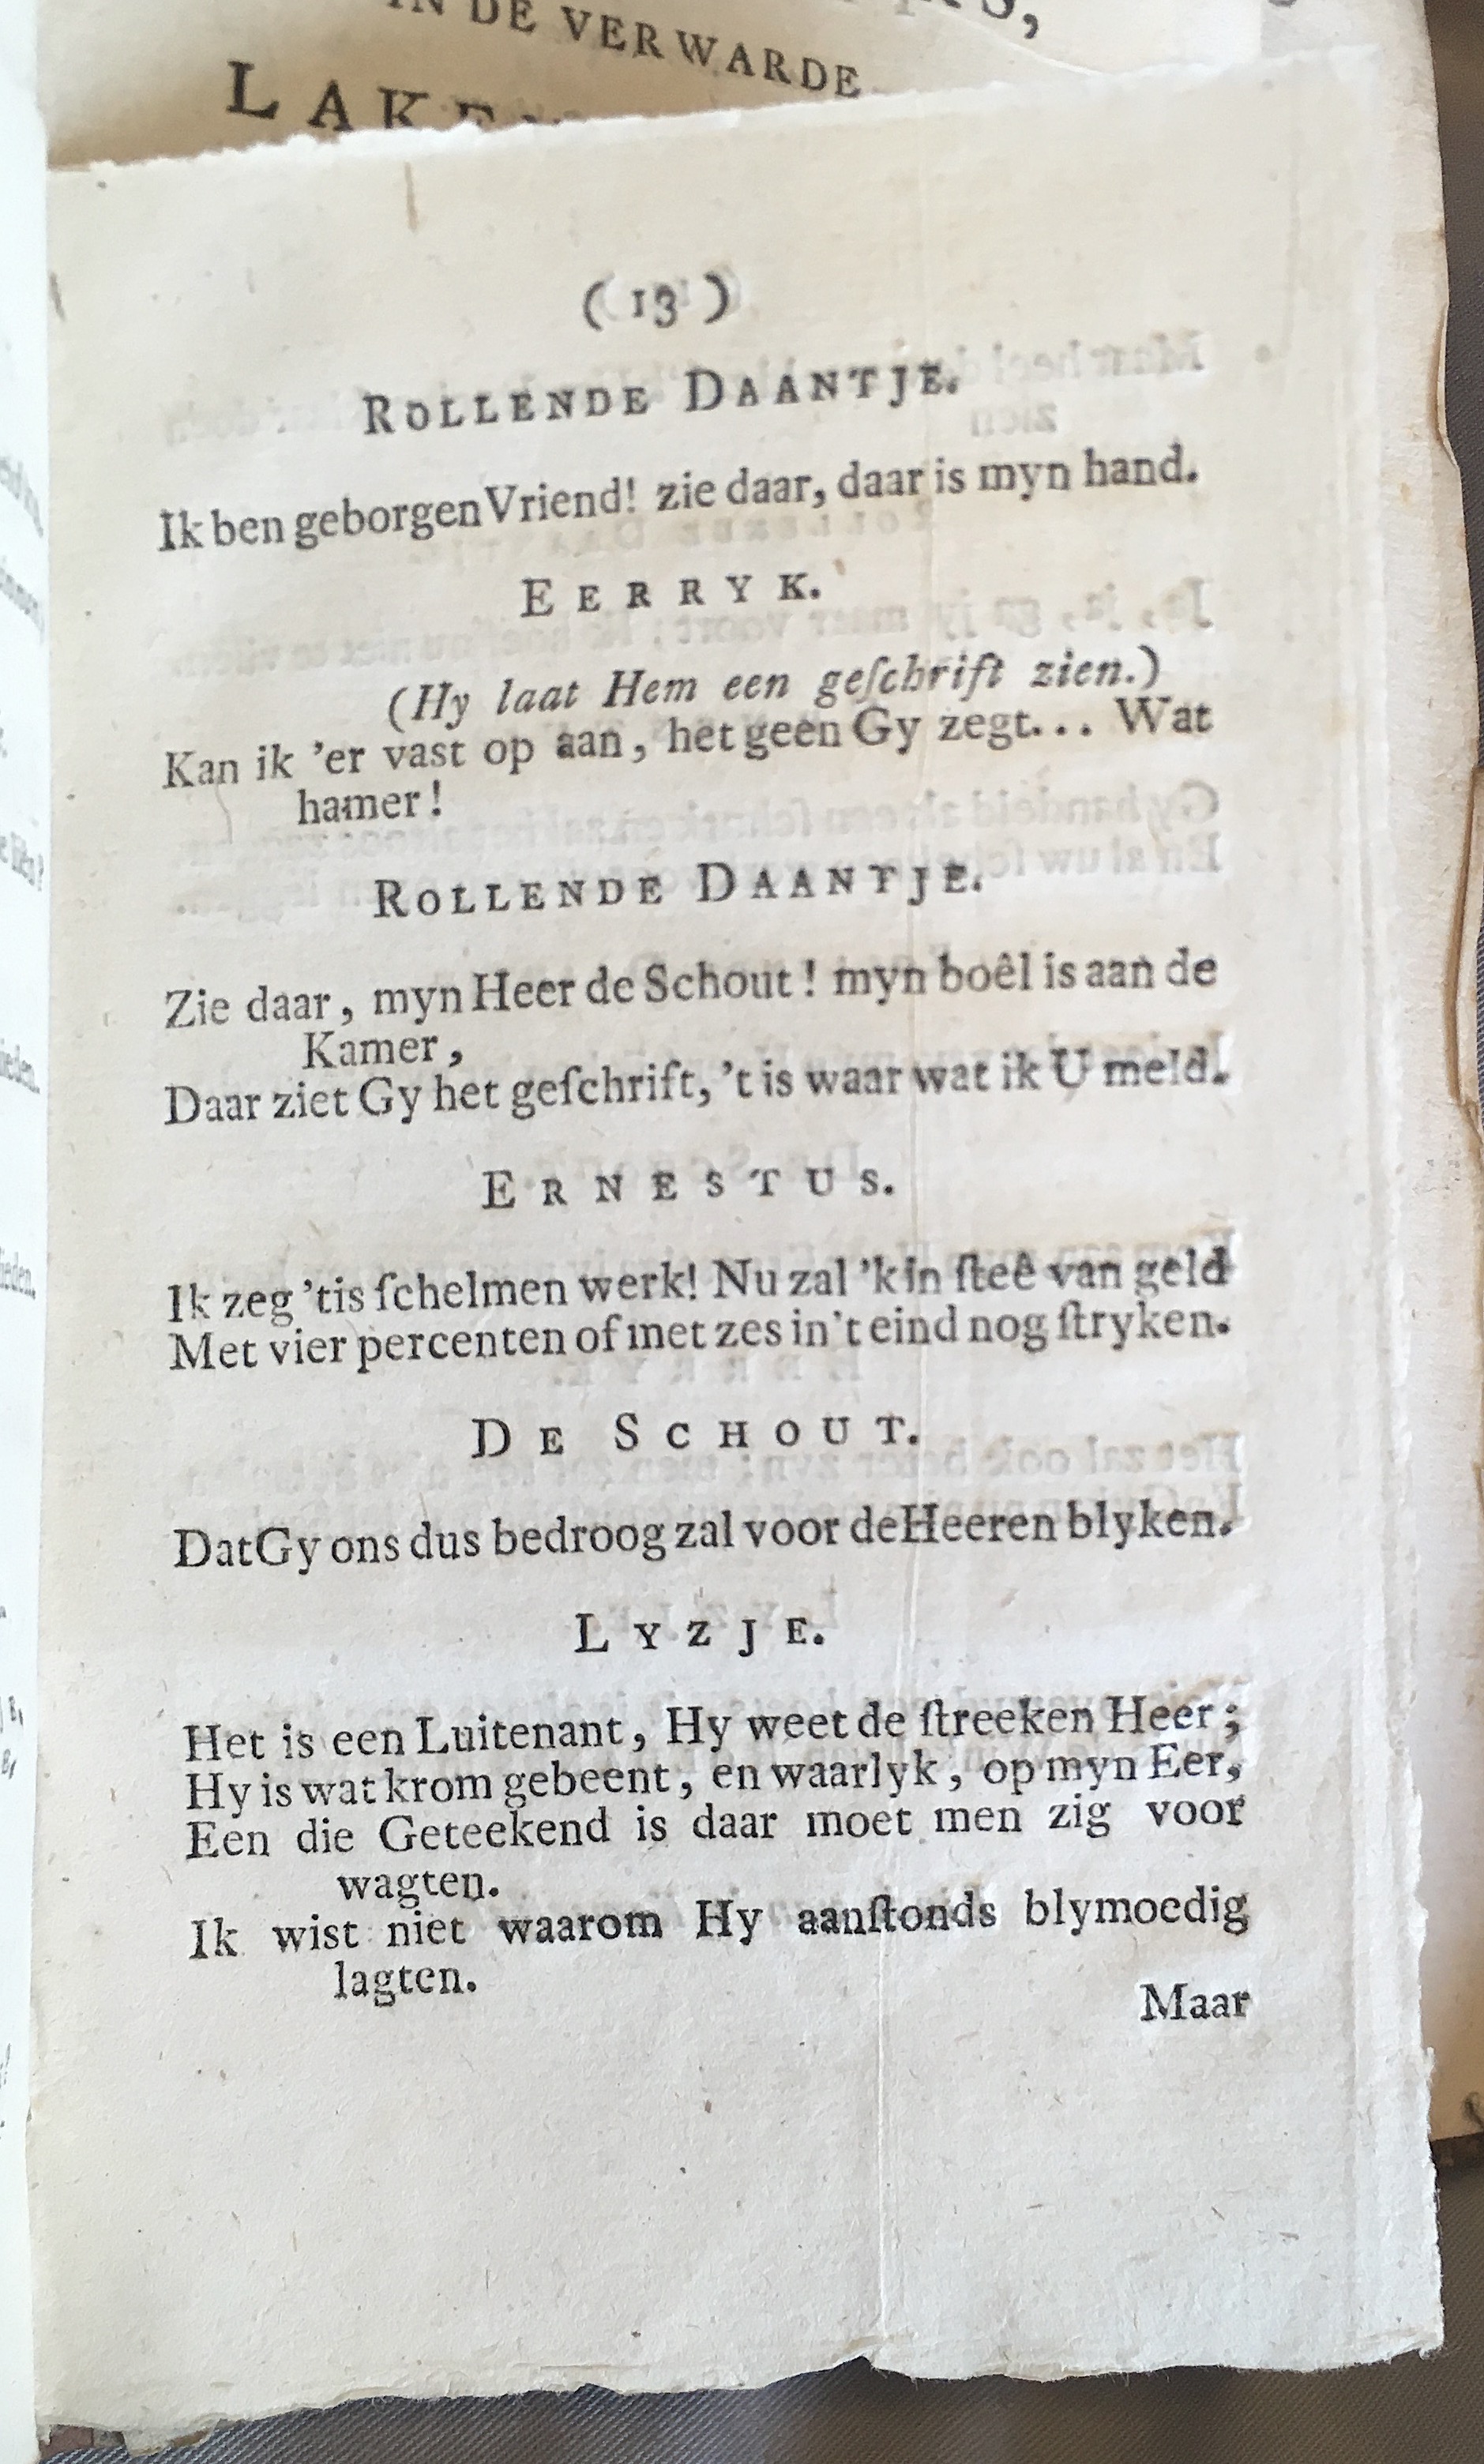 IN DE VERWARDE
LAKEN
( 13 )
ROLLENDE DAANTJE.
Ik ben geborgen Vriend! zie daar, daar is myn hand.
EERRYK.
(Hy laat Hem een geſchrift zien.)
Kan ik 'er vast op aan, het geen Gy zegt... Wat
hamer!
ROLLENDE DAANTJE.
Zie daar, myn Heer de Schout! myn boêl is aan de
Kamer,
Daar ziet Gy het geſchrift, 't is waar wat ik U meld.
ERNESTUS.
Ik zeg 'tis ſchelmen werk! Nu zal 'k in ſteê van geld
Met vier percenten of met zes in't eind nog ſtryken.
DE SCHOUT.
Dat Gy ons dus bedroog zal voor de Heeren blyken.
LYZJE.
Het is een Luitenant, Hy weet de ſtreeken Heer;
Hy is wat krom gebeent, en waarlyk, op myn Eer,
Een die Geteekend is daar moet men zig voor
wagten.
Ik wist niet waarom Hy aanſtonds blymoedig
lagten.
Maar